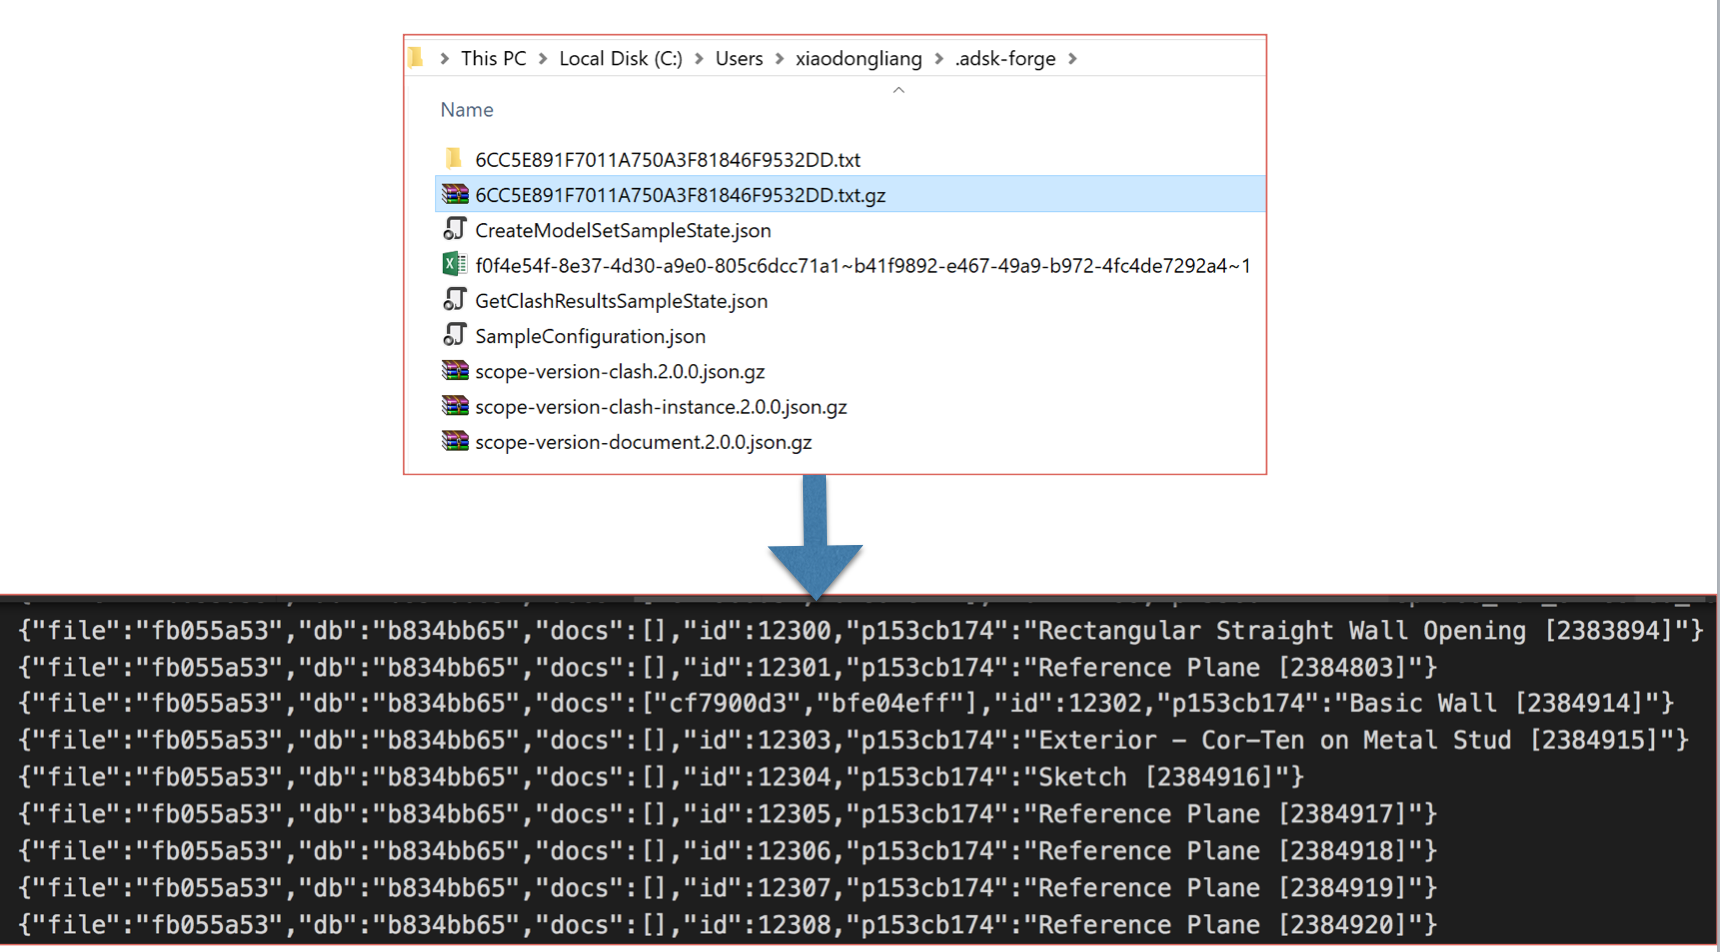 This PC > Local Disk (C:) > Users > xiaodongliang > .adsk-forge >
Name
6CC5E891F7011A750A3F81846F9532DD.txt
6CC5E891F7011A750A3F81846F9532DD.txt.gz
CreateModelSetSampleState.json
f0f4e54f-8e37-4d30-a9e0-805c6dcc71a1~b41f9892-e467-49a9-b972-4fc4de7292a4~1
GetClashResultsSampleState.json
SampleConfiguration.json
scope-version-clash.2.0.0.json.gz
scope-version-clash-instance.2.0.0.json.gz
scope-version-document.2.0.0.json.gz
{"file":"fb055a53","db":"b834bb65","docs":[],"id":12300,"p153cb174":"Rectangular Straight Wall Opening [2383894]"}
{"file":"fb055a53","db":"b834bb65","docs":[],"id":12301,"p153cb174":"Reference Plane [2384803]"}
{"file":"fb055a53","db":"b834bb65","docs":["cf7900d3","bfe04eff"],"id":12302,"p153cb174":"Basic Wall [2384914]"}
{"file":"fb055a53","db":"b834bb65","docs":[],"id":12303,"p153cb174":"Exterior - Cor-Ten on Metal Stud [2384915]"}
{"file":"fb055a53","db":"b834bb65","docs":[],"id":12304,"p153cb174":"Sketch [2384916]"}
{"file":"fb055a53","db":"b834bb65","docs":[],"id":12305,"p153cb174":"Reference Plane [2384917]"}
{"file":"fb055a53","db":"b834bb65","docs":[],"id":12306,"p153cb174":"Reference Plane [2384918]"}
{"file":"fb055a53","db":"b834bb65","docs":[],"id":12307,"p153cb174":"Reference Plane [2384919]"}
{"file":"fb055a53","db":"b834bb65","docs":[],"id":12308,"p153cb174":"Reference Plane [2384920]"}